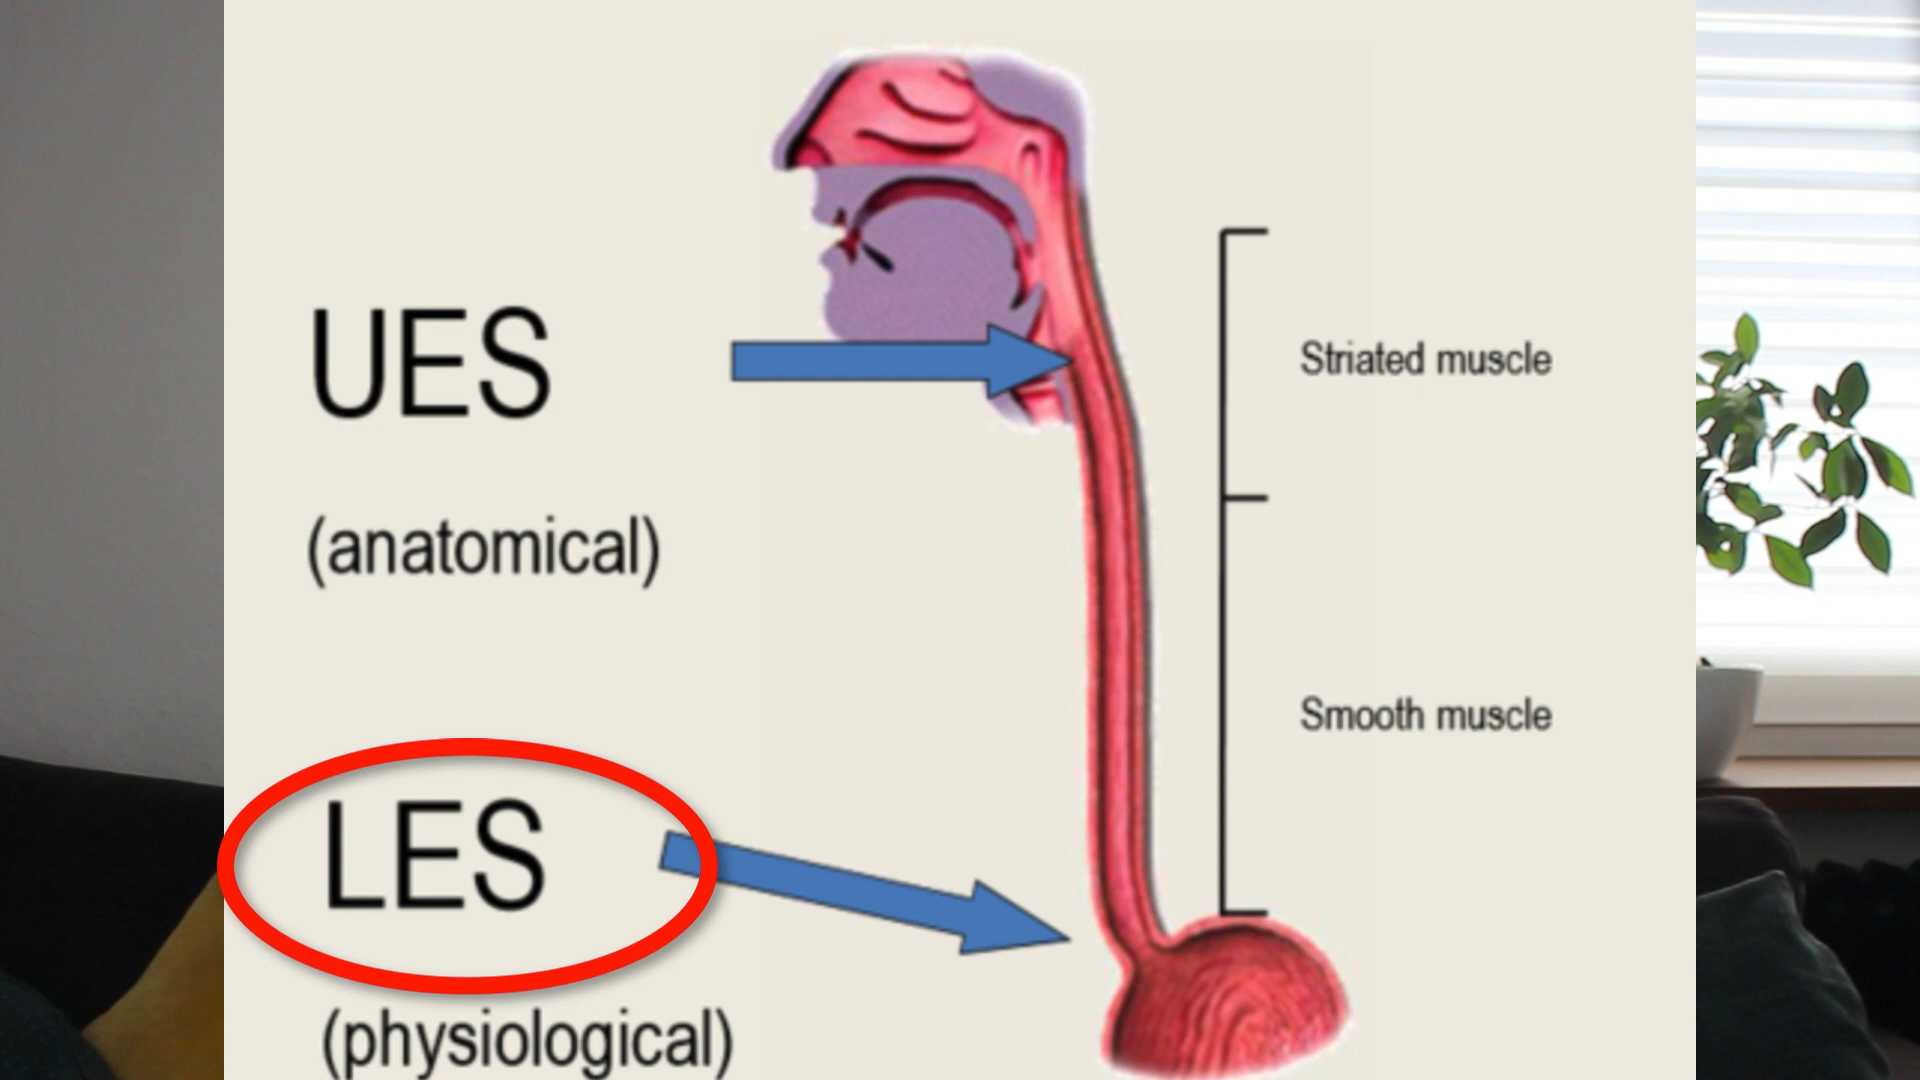 UES
(anatomical)
Striated muscle
Smooth muscle
LES
(physiological)